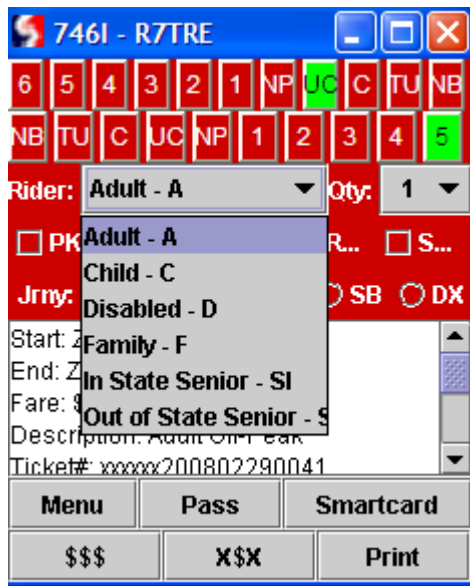 746I - R7TRE
6 5 4 3 2 1 NP UC C TU NB
NB TU C UC NP 1 2 3 4 5
Rider: Adult - A Qty: 1
PK R... S...
Adult - A
Child - C
Jrny: SB DX
Disabled - D
Start: Z
Family - F
End: Z
In State Senior - SI
Fare: $
Out of State Senior - S
Description: Adult Off-Peak
Ticket#: xxxxxx200802290041
Menu Pass Smartcard
$$$ X$X Print